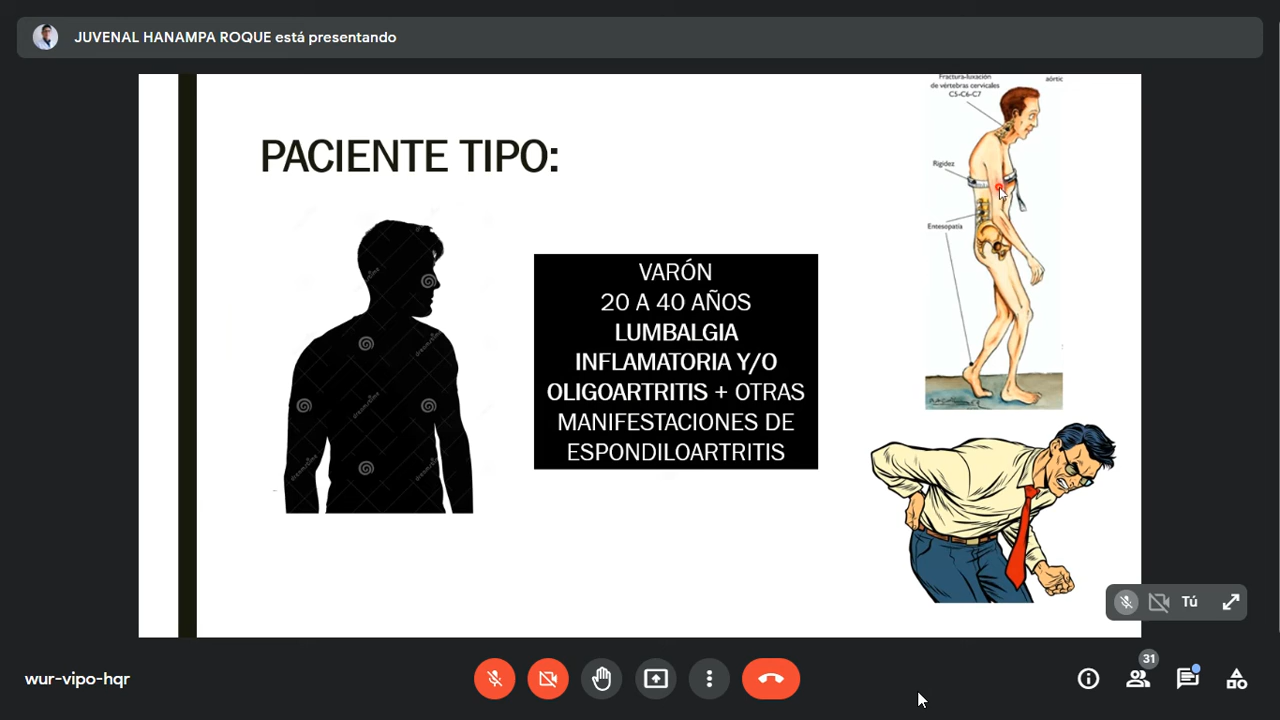 JUVENAL HANAMPA ROQUE está presentando
PACIENTE TIPO:
VARÓN
20 A 40 AÑOS
LUMBALGIA
INFLAMATORIA Y/O
OLIGOARTRITIS + OTRAS
MANIFESTACIONES DE
ESPONDILOARTRITIS
Fractura-luxación
de vértebras cervicales
C5-C6-C7
aórtic
Rigidez
Entesopatía
Tú
wur-vipo-hqr
31